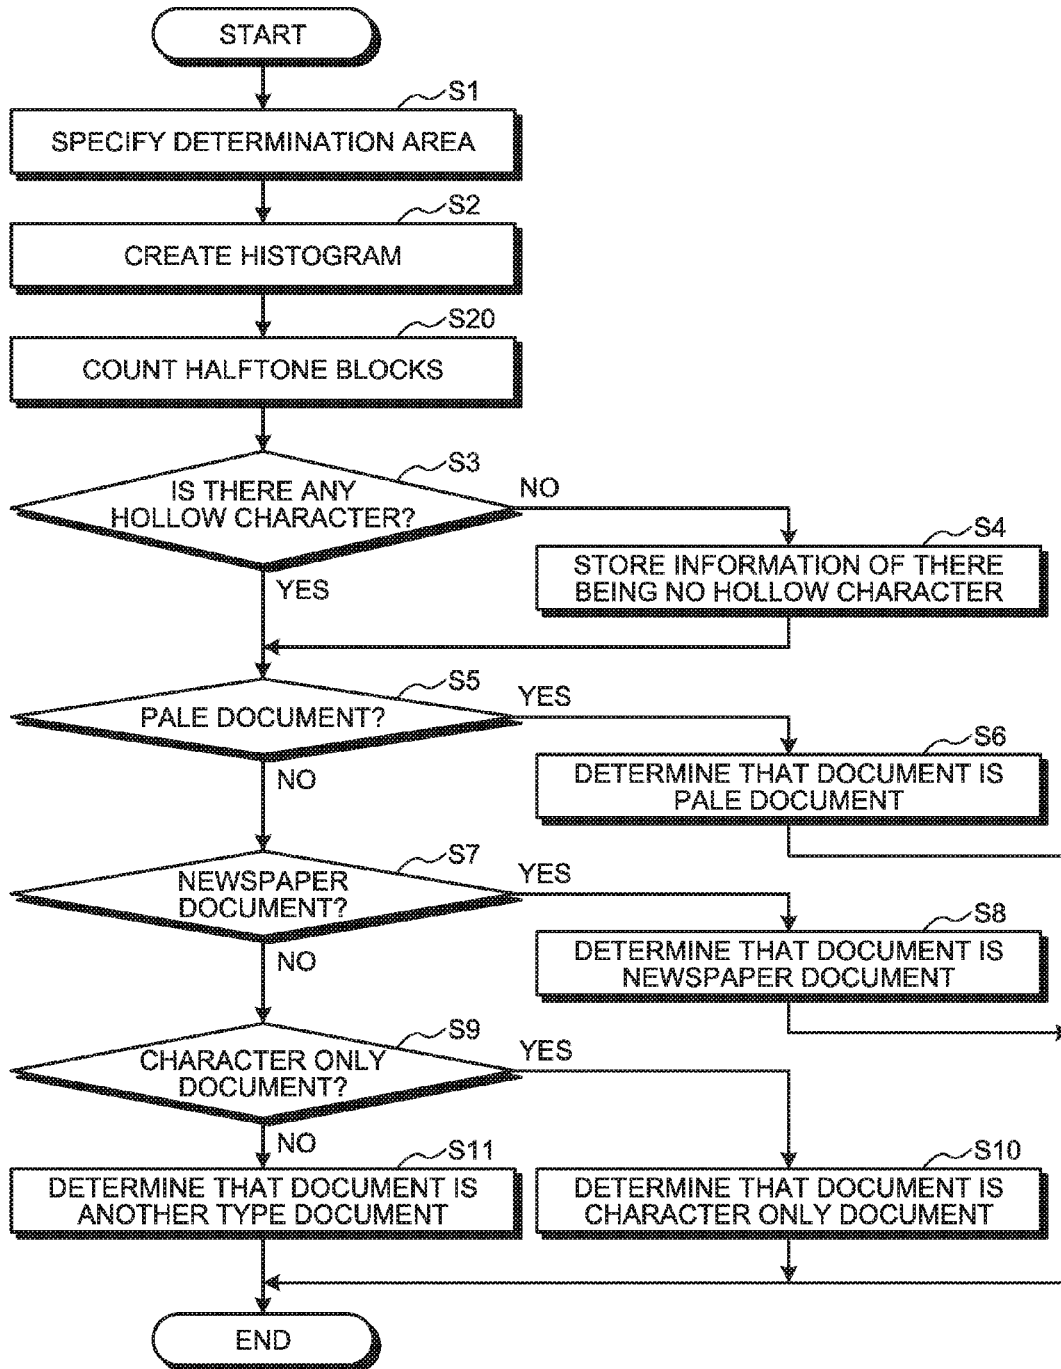 START
S1
SPECIFY DETERMINATION AREA
S2
CREATE HISTOGRAM
S20
COUNT HALFTONE BLOCKS
S3
IS THERE ANY
HOLLOW CHARACTER?
NO
YES
S4
STORE INFORMATION OF THERE
BEING NO HOLLOW CHARACTER
S5
PALE DOCUMENT?
YES
NO
S6
DETERMINE THAT DOCUMENT IS
PALE DOCUMENT
S7
NEWSPAPER
DOCUMENT?
YES
NO
S8
DETERMINE THAT DOCUMENT IS
NEWSPAPER DOCUMENT
S9
CHARACTER ONLY
DOCUMENT?
YES
NO
S11
DETERMINE THAT DOCUMENT IS
ANOTHER TYPE DOCUMENT
S10
DETERMINE THAT DOCUMENT IS
CHARACTER ONLY DOCUMENT
END